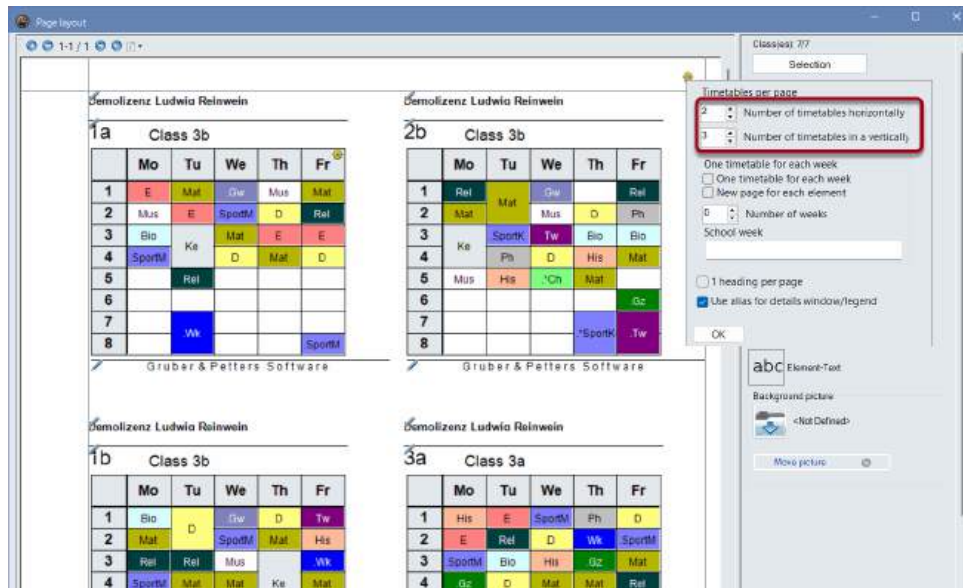 Page layout
1-1 / 1
Class(es): 7/7
Selection
Timetables per page
2 Number of timetables horizontally
3 Number of timetables in a vertically
One timetable for each week
One timetable for each week
New page for each element
Number of weeks
School week
1 heading per page
Use alias for details window/legend
OK
abc Element-Text
Background picture
<Not Defined>
Move picture
Demolizenz Ludwig Reinwein
1a Class 3b
Mo Tu We Th Fr
1 E Mat .Gw Mus Mat
2 Mus E SportM D Rel
3 Bio Ke Mat E E
4 SportM D Mat D
5 Rel
6
7 .Wk
8 SportM
Gruber & Petters Software
Demolizenz Ludwig Reinwein
2b Class 3b
Mo Tu We Th Fr
1 Rel Mat .Gw Rel
2 Mat Mus D Ph
3 Ke SportK Tw Bio Bio
4 Ph D His Mat
5 Mus His .*Ch Mat
6 .Gz
7 .*SportK .Tw
8
Gruber & Petters Software
Demolizenz Ludwig Reinwein
1b Class 3b
Mo Tu We Th Fr
1 Bio D .Gw D Tw
2 Mat SportM Mat His
3 Rel Rel Mus .Wk
4 SportM Mat Mat Ke Mat
Demolizenz Ludwig Reinwein
3a Class 3a
Mo Tu We Th Fr
1 His E SportM Ph D
2 E Rel D Wk SportM
3 SportM Bio His .Gz Mat
4 .Gz D Mat Mat Rel